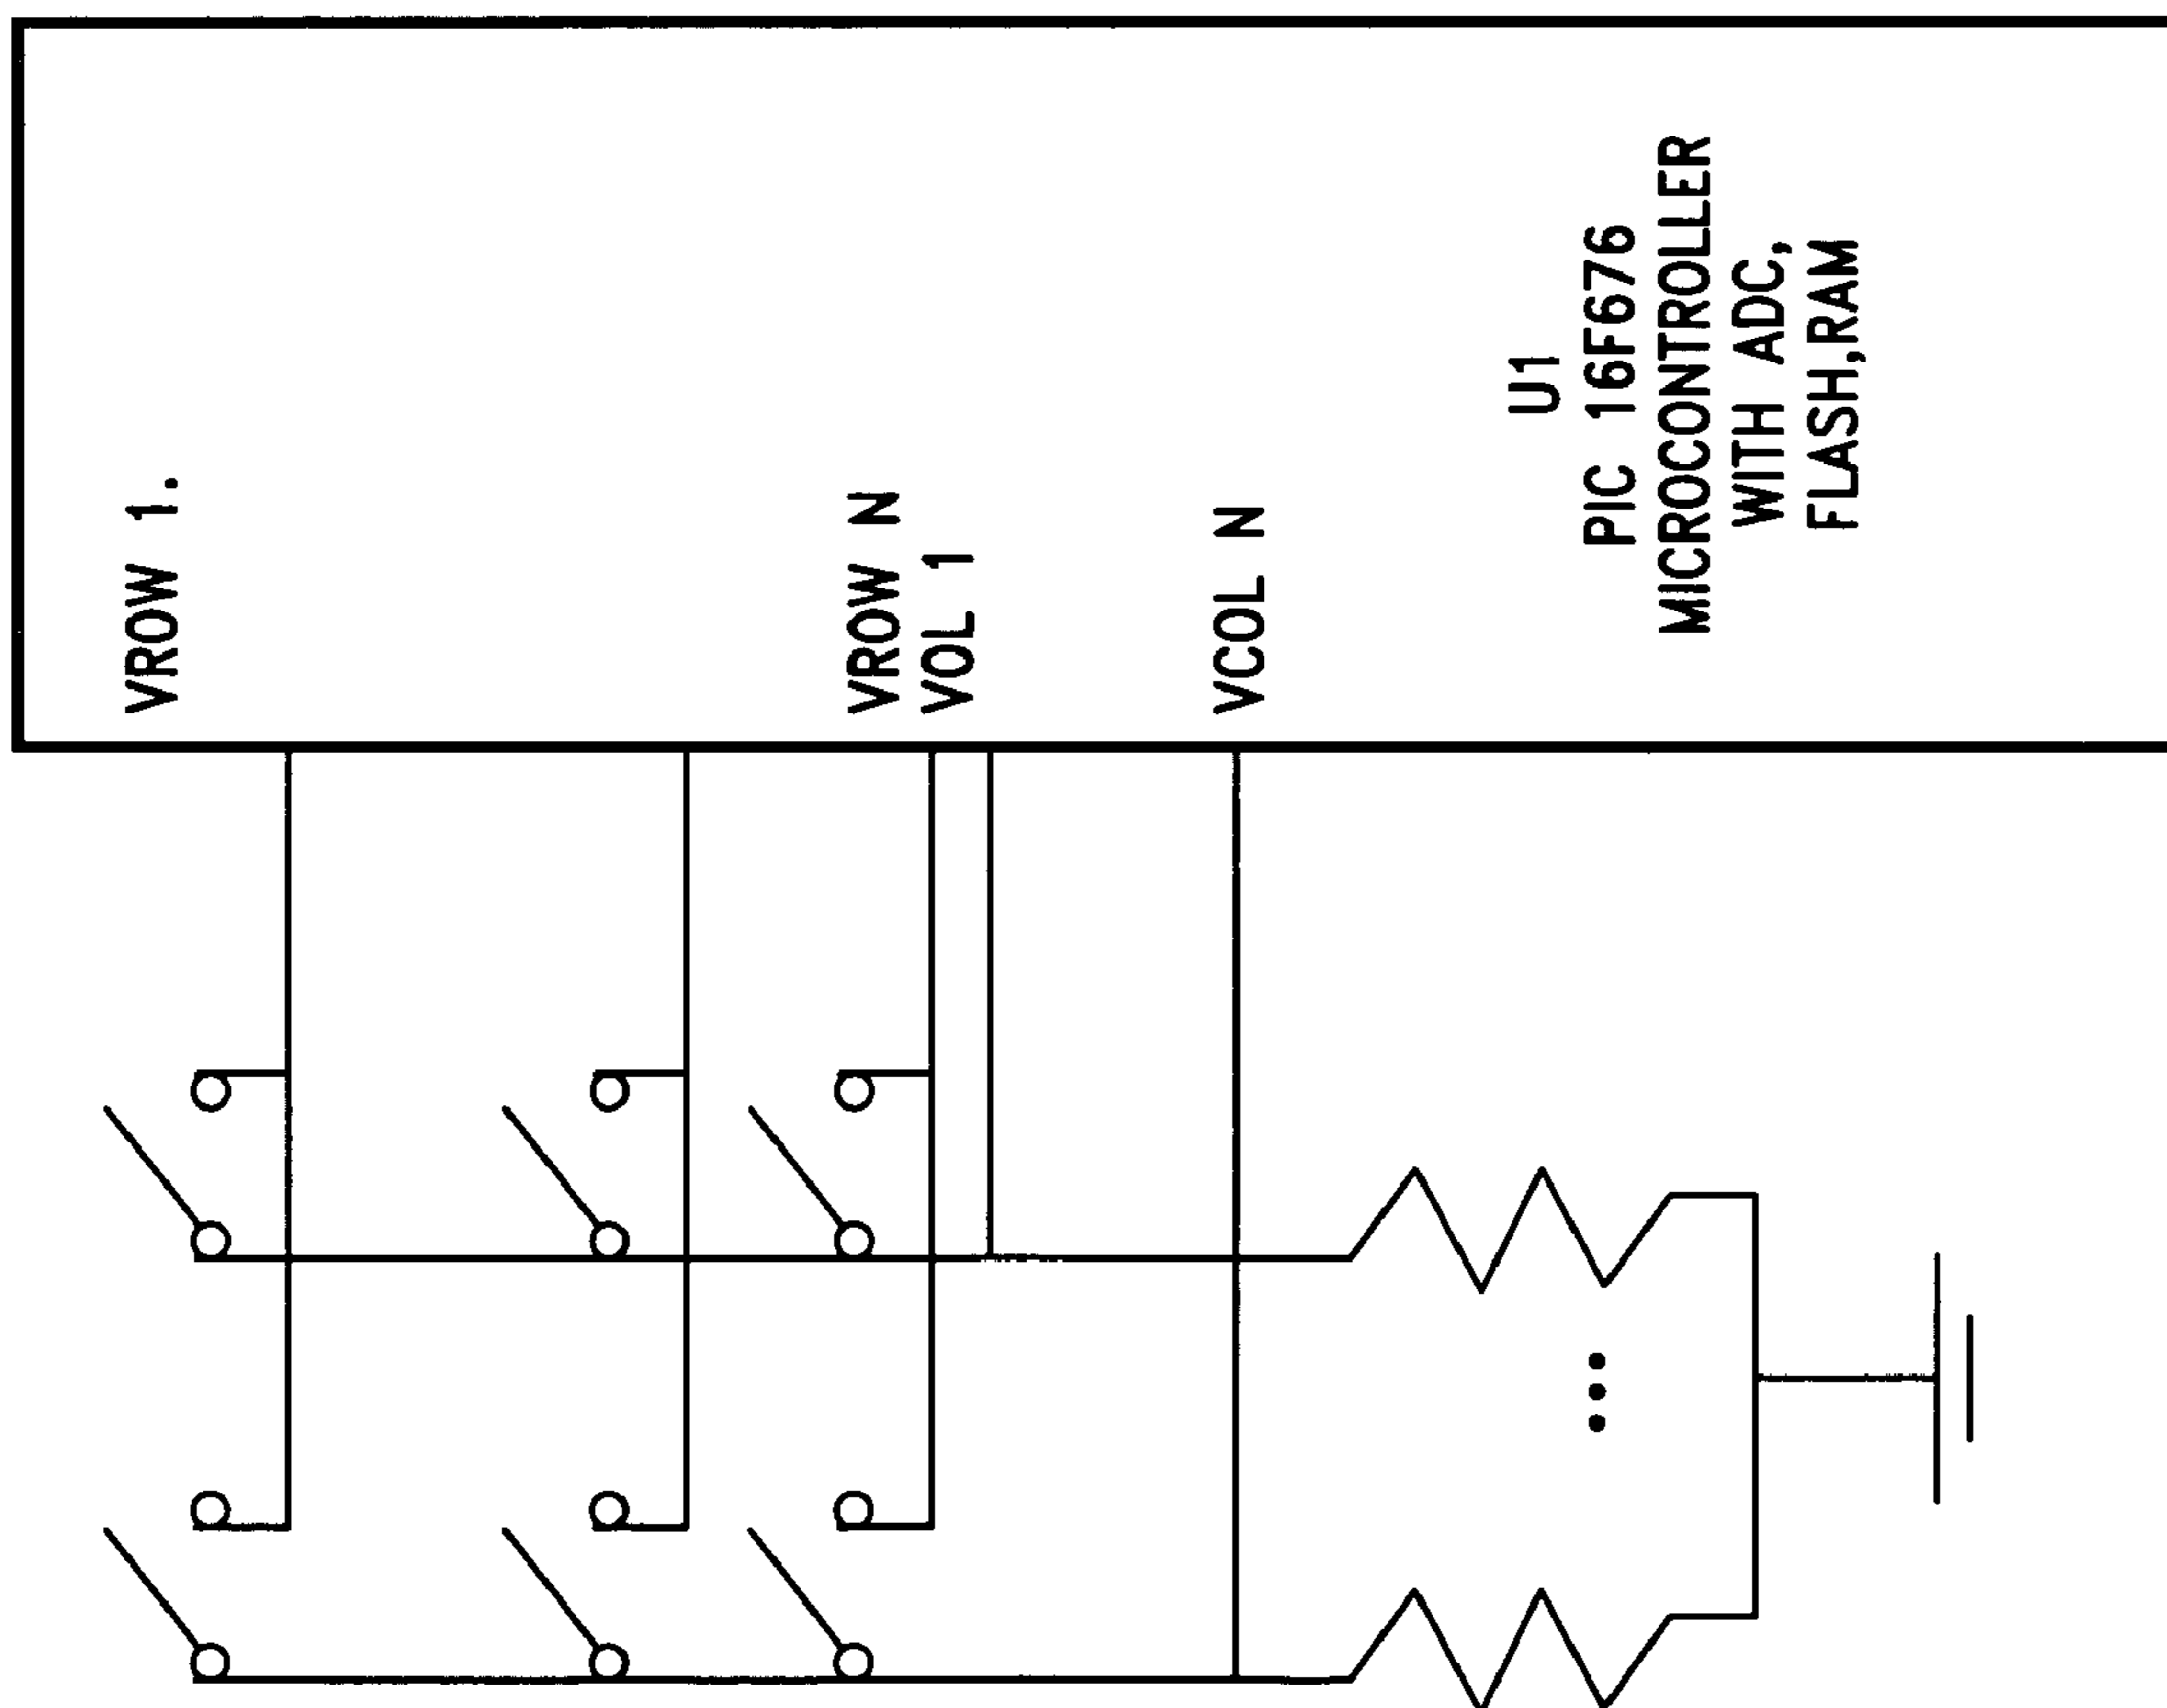 VROW 1.
VROW N
VOL 1
VCOL N
U1
PIC 16F676
MICROCONTROLLER
WITH ADC,
FLASH,RAM